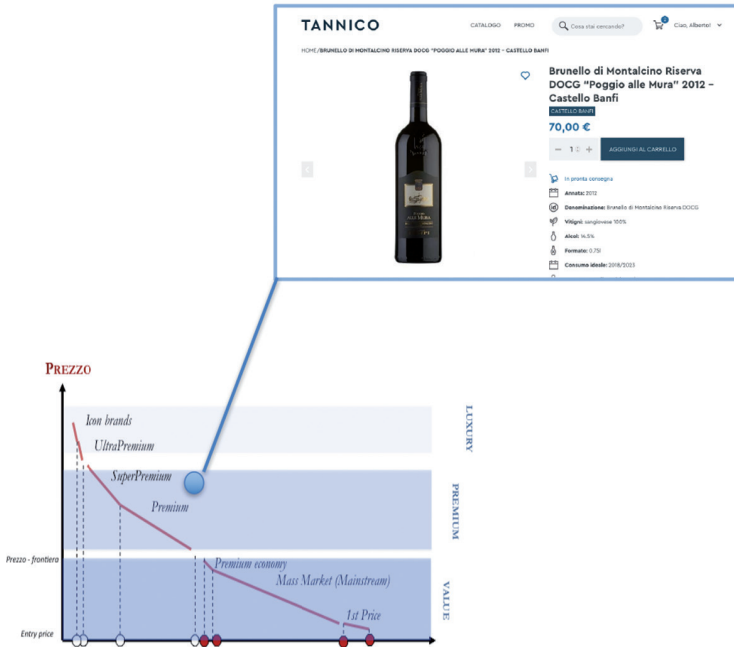 TANNICO
CATALOGO PROMO Cosa stai cercando? 2 Ciao, Alberto!
HOME/BRUNELLO DI MONTALCINO RISERVA DOCG "POGGIO ALLE MURA" 2012 – CASTELLO BANFI
Brunello di Montalcino Riserva
DOCG "Poggio alle Mura" 2012 –
Castello Banfi
CASTELLO BANFI
70,00 €
− 1 + AGGIUNGI AL CARRELLO
In pronta consegna
Annata: 2012
Denominazione: Brunello di Montalcino Riserva DOCG
Vitigni: sangiovese 100%
Alcol: 14.5%
Formato: 0.75l
Consumo ideale: 2018/2023
PREZZO
Icon brands
UltraPremium
LUXURY
SuperPremium
Premium
PREMIUM
Prezzo - frontiera
Premium economy
Mass Market (Mainstream)
1st Price
VALUE
Entry price